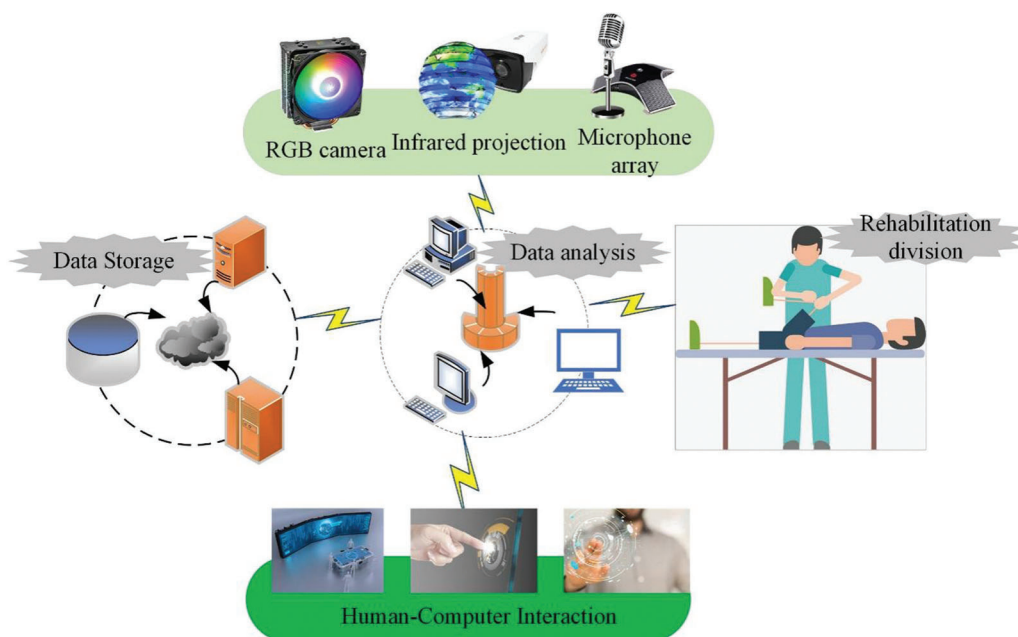 RGB camera
Infrared projection
Microphone
array
Data Storage
Data analysis
Rehabilitation
division
Human-Computer Interaction